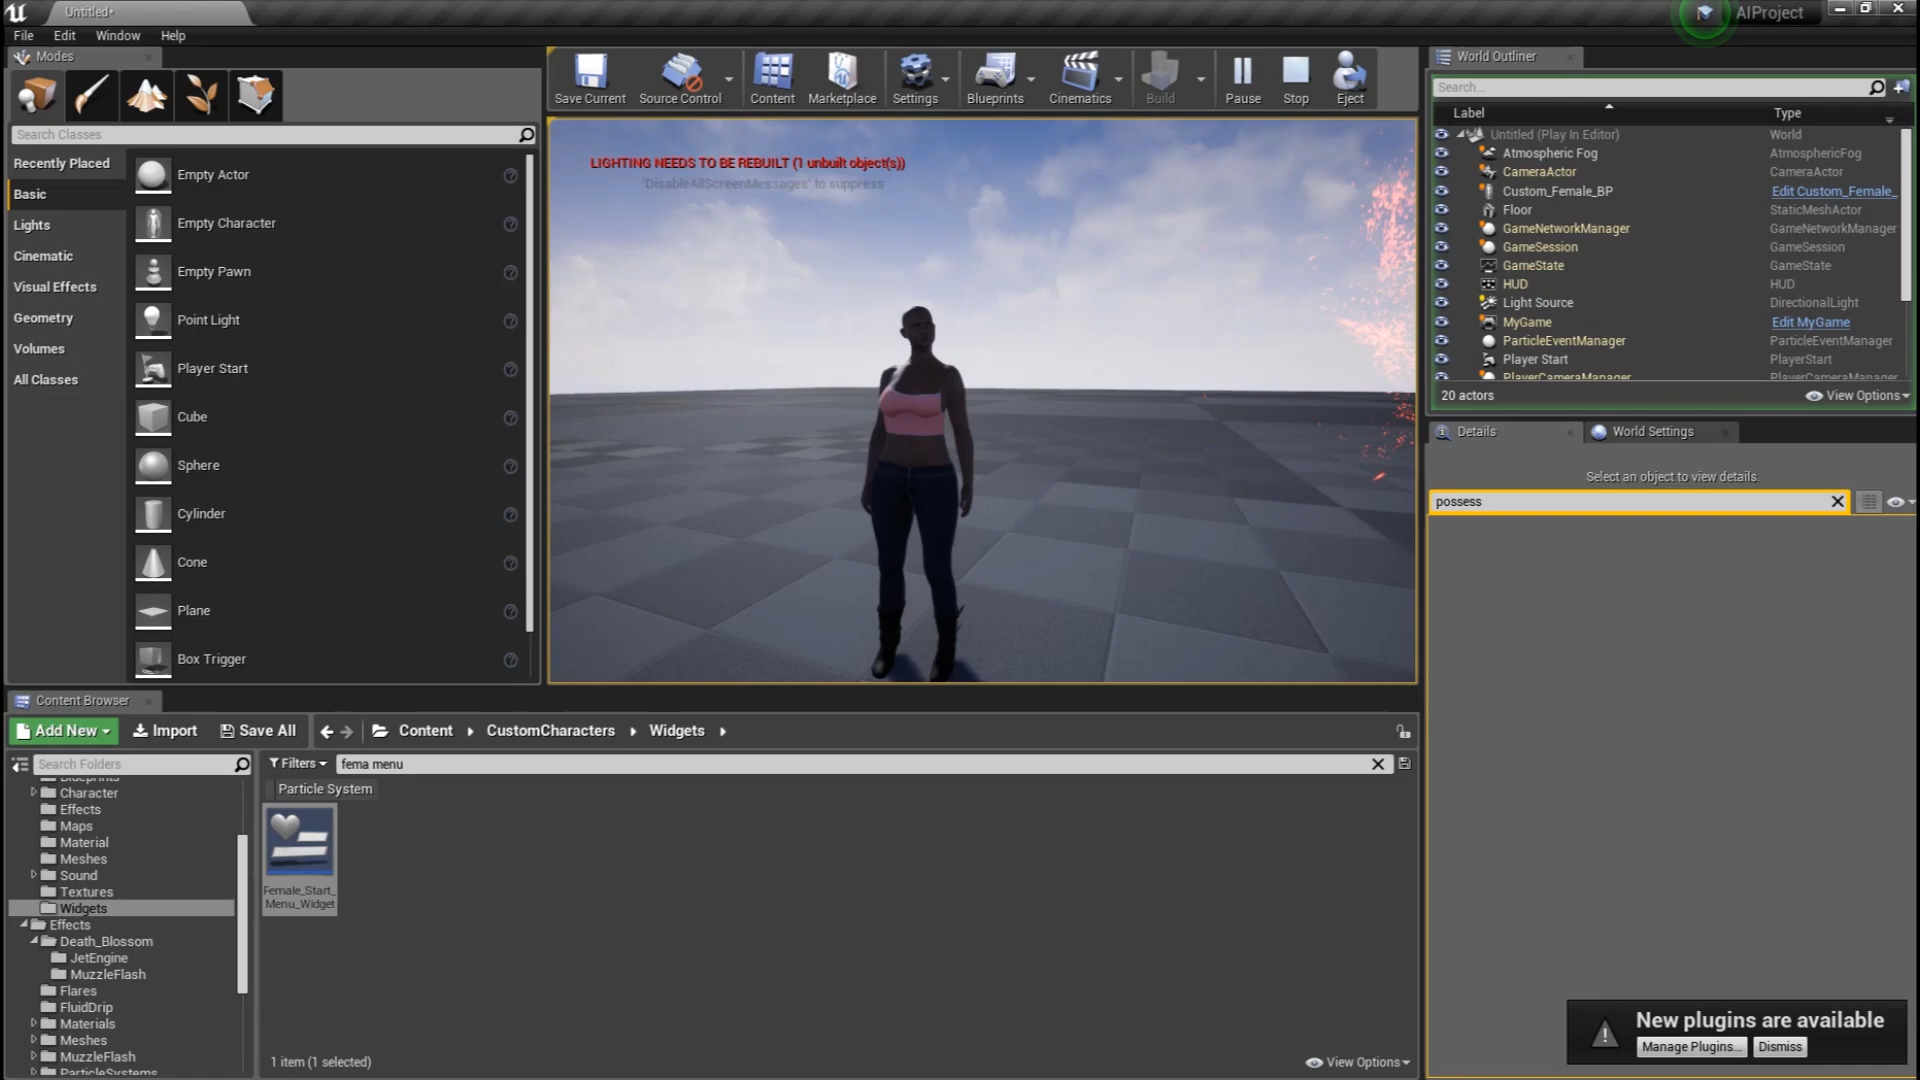 Untitled*
AIProject
File Edit Window Help
Modes
Search Classes
Recently Placed
Basic
Lights
Cinematic
Visual Effects
Geometry
Volumes
All Classes
Empty Actor
Empty Character
Empty Pawn
Point Light
Player Start
Cube
Sphere
Cylinder
Cone
Plane
Box Trigger
Save Current Source Control Content Marketplace Settings Blueprints Cinematics Build Pause Stop Eject
LIGHTING NEEDS TO BE REBUILT (1 unbuilt object(s))
'DisableAllScreenMessages' to suppress
World Outliner
Search...
Label Type
Untitled (Play In Editor) World
Atmospheric Fog AtmosphericFog
CameraActor CameraActor
Custom_Female_BP Edit Custom_Female_
Floor StaticMeshActor
GameNetworkManager GameNetworkManager
GameSession GameSession
GameState GameState
HUD HUD
Light Source DirectionalLight
MyGame Edit MyGame
ParticleEventManager ParticleEventManager
Player Start PlayerStart
PlayerCameraManager PlayerCameraManager
20 actors View Options
Details World Settings
Select an object to view details.
possess
Content Browser
Add New Import Save All Content CustomCharacters Widgets
Search Folders
Blueprints
Character
Effects
Maps
Material
Meshes
Sound
Textures
Widgets
Effects
Death_Blossom
JetEngine
MuzzleFlash
Flares
FluidDrip
Materials
Meshes
MuzzleFlash
ParticleSystems
Filters fema menu
Particle System
Female_Start_
Menu_Widget
1 item (1 selected) View Options
New plugins are available
Manage Plugins... Dismiss